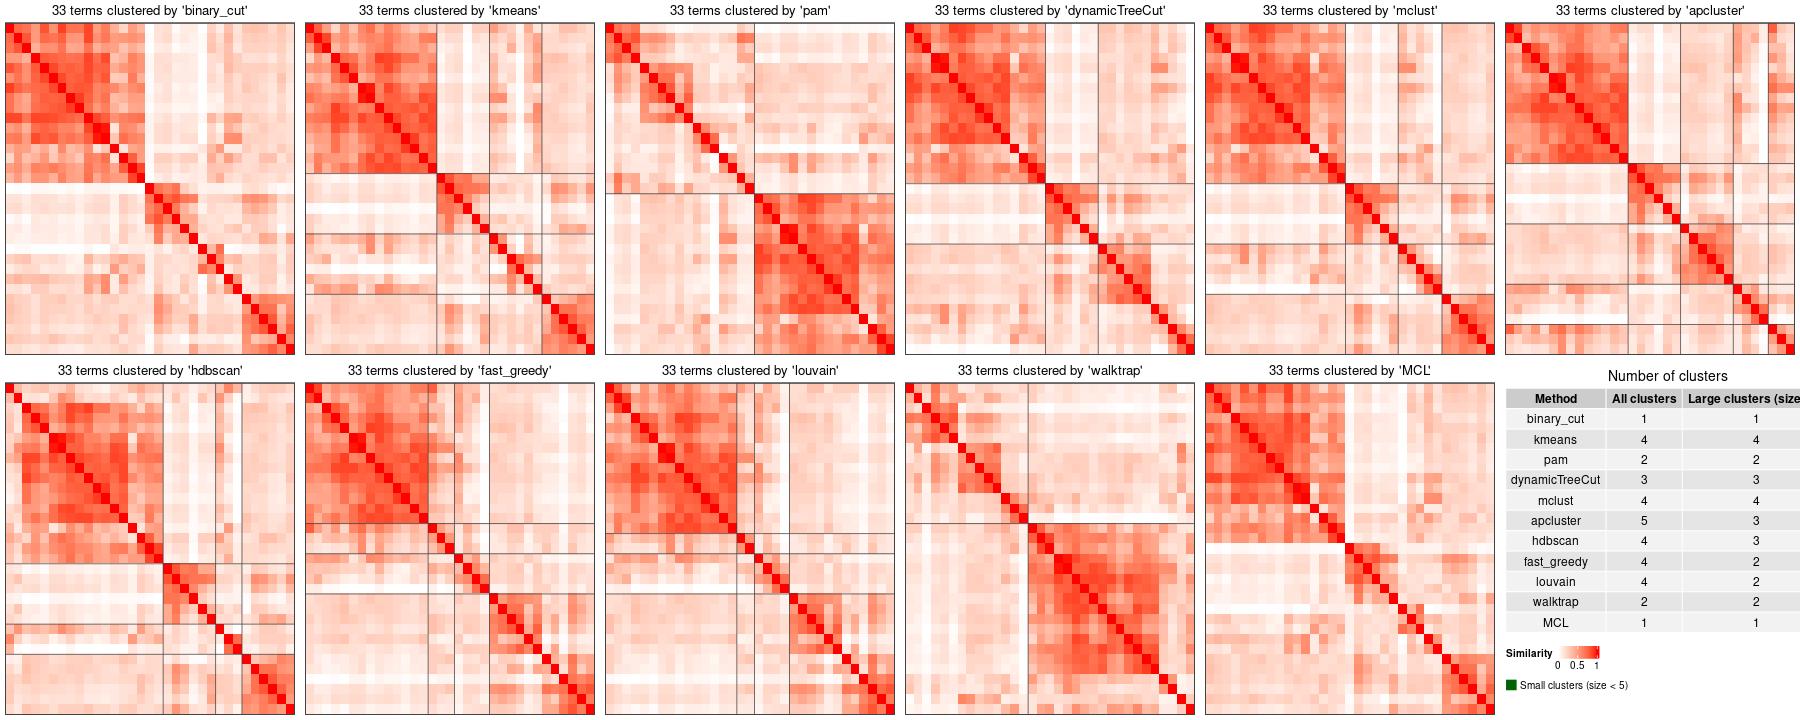 33 terms clustered by 'binary_cut'
33 terms clustered by 'kmeans'
33 terms clustered by 'pam'
33 terms clustered by 'dynamicTreeCut'
33 terms clustered by 'mclust'
33 terms clustered by 'apcluster'
33 terms clustered by 'hdbscan'
33 terms clustered by 'fast_greedy'
33 terms clustered by 'louvain'
33 terms clustered by 'walktrap'
33 terms clustered by 'MCL'
Number of clusters
Method All clusters Large clusters (size
binary_cut 1 1
kmeans 4 4
pam 2 2
dynamicTreeCut 3 3
mclust 4 4
apcluster 5 3
hdbscan 4 3
fast_greedy 4 2
louvain 4 2
walktrap 2 2
MCL 1 1
Similarity
0 0.5 1
Small clusters (size < 5)